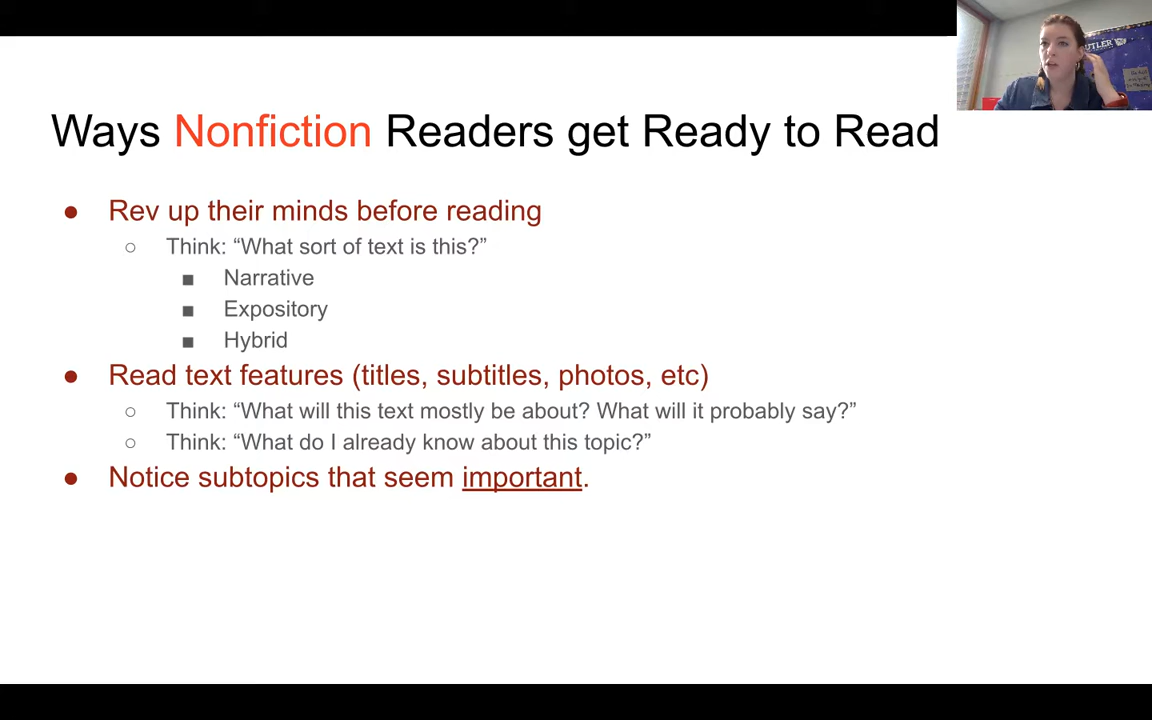 Ways Nonfiction Readers get Ready to Read
● Rev up their minds before reading
○ Think: “What sort of text is this?”
■ Narrative
■ Expository
■ Hybrid
● Read text features (titles, subtitles, photos, etc)
○ Think: “What will this text mostly be about? What will it probably say?”
○ Think: “What do I already know about this topic?”
● Notice subtopics that seem important.
UTLER